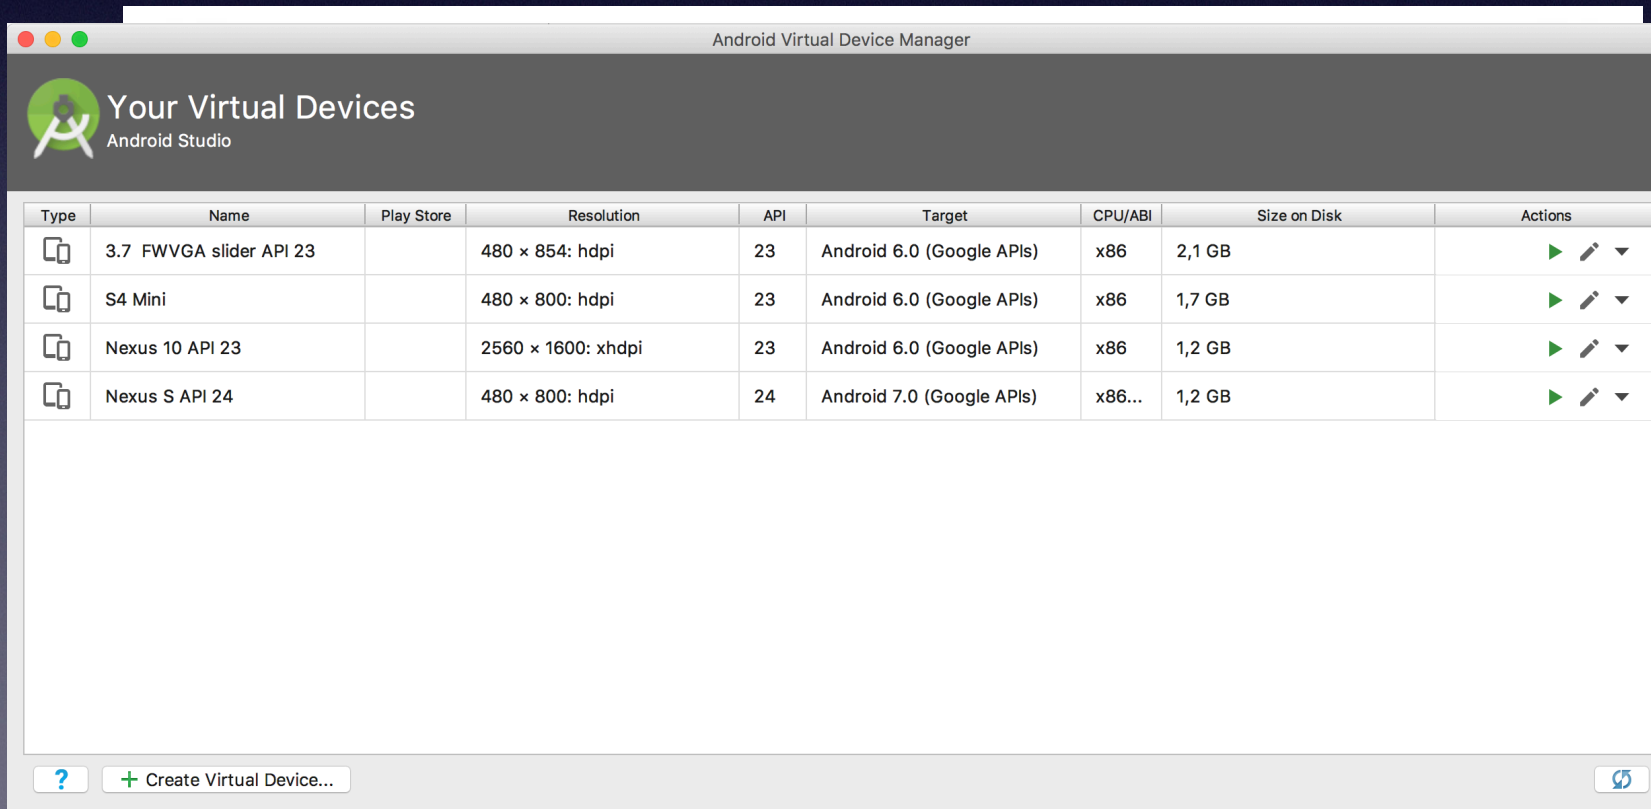 Android Virtual Device Manager
Your Virtual Devices
Android Studio
Type Name Play Store Resolution API Target CPU/ABI Size on Disk Actions
3.7 FWVGA slider API 23 480 × 854: hdpi 23 Android 6.0 (Google APIs) x86 2,1 GB
S4 Mini 480 × 800: hdpi 23 Android 6.0 (Google APIs) x86 1,7 GB
Nexus 10 API 23 2560 × 1600: xhdpi 23 Android 6.0 (Google APIs) x86 1,2 GB
Nexus S API 24 480 × 800: hdpi 24 Android 7.0 (Google APIs) x86... 1,2 GB
? + Create Virtual Device...